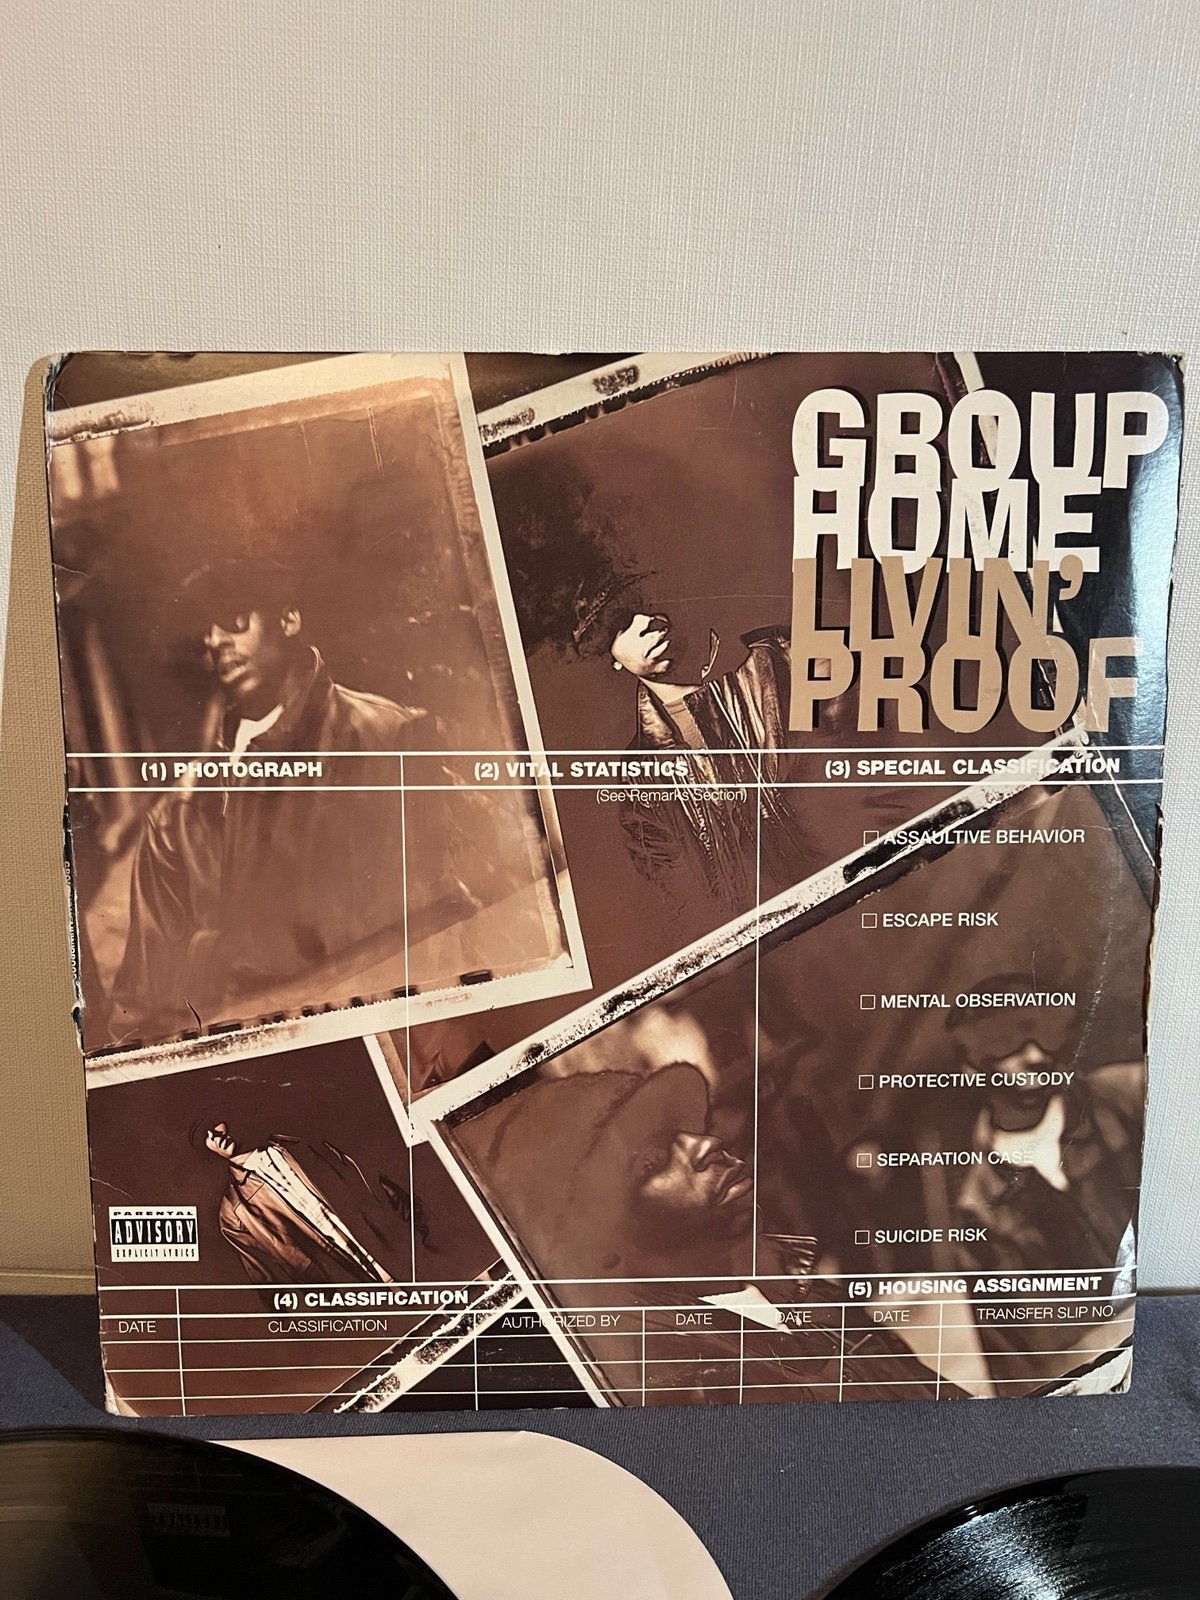 GROUP
HOME
LIVIN'
PROOF
(1) PHOTOGRAPH
(2) VITAL STATISTICS
(3) SPECIAL CLASSIFICATION
(See Remarks Section)
ASSAULTIVE BEHAVIOR
ESCAPE RISK
MENTAL OBSERVATION
PROTECTIVE CUSTODY
SEPARATION CASE
SUICIDE RISK
PARENTAL
ADVISORY
EXPLICIT LYRICS
(4) CLASSIFICATION
(5) HOUSING ASSIGNMENT
DATE
CLASSIFICATION
AUTHORIZED BY
DATE
DATE
DATE
TRANSFER SLIP NO.